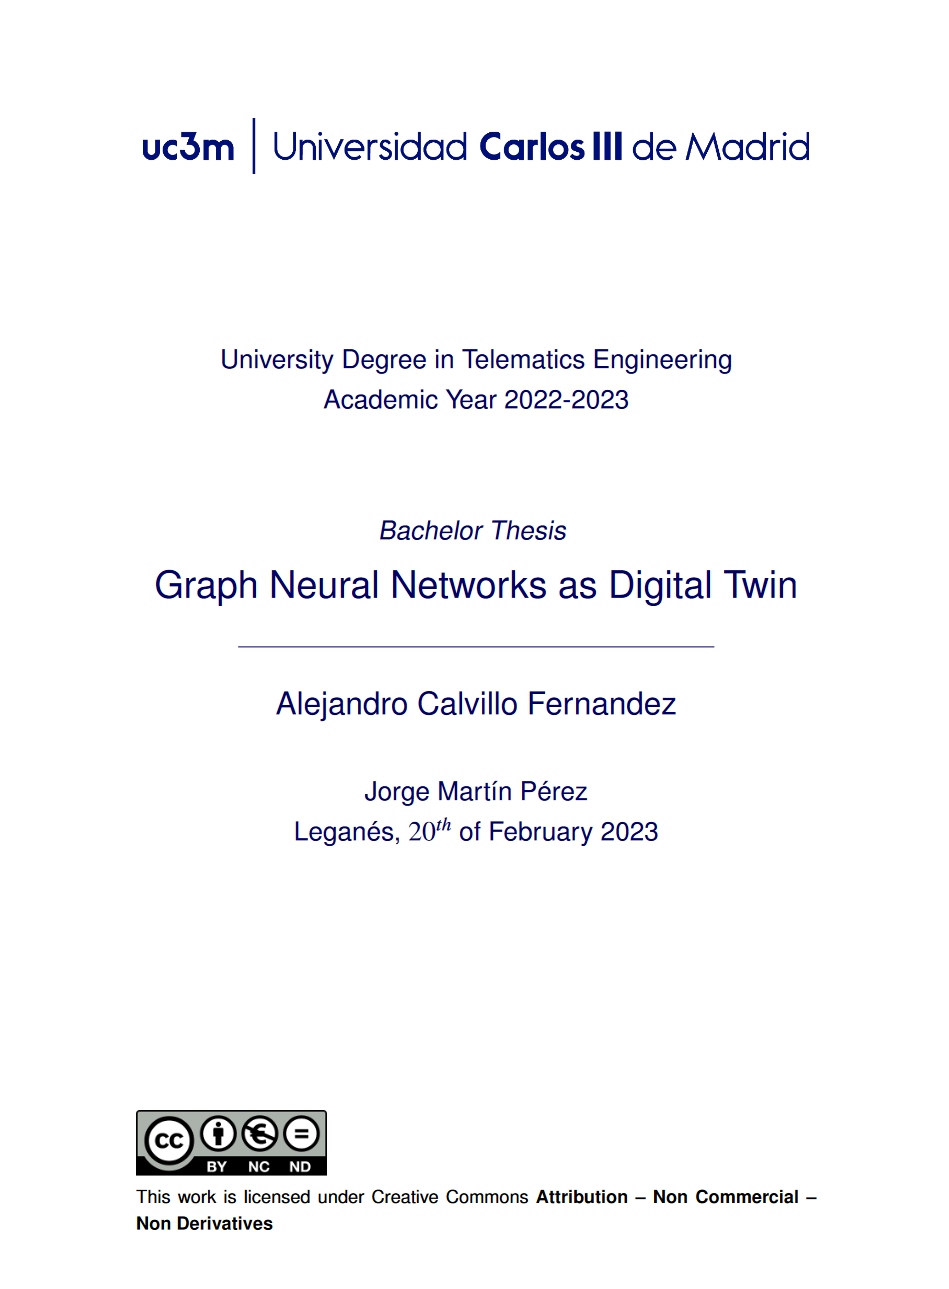 uc3m | Universidad Carlos III de Madrid
University Degree in Telematics Engineering
Academic Year 2022-2023
Bachelor Thesis
Graph Neural Networks as Digital Twin
Alejandro Calvillo Fernandez
Jorge Martín Pérez
Leganés, 20th of February 2023
cc BY NC ND
This work is licensed under Creative Commons Attribution – Non Commercial –
Non Derivatives